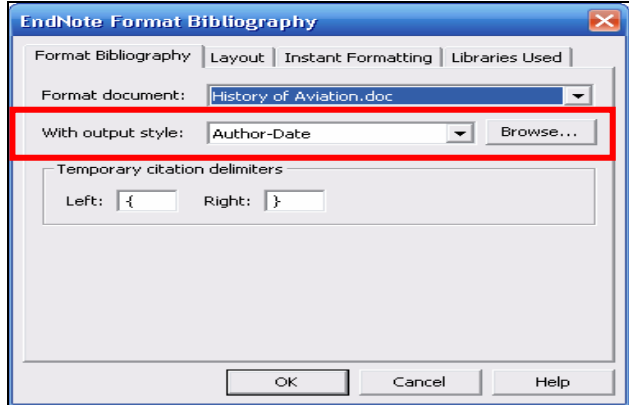 EndNote Format Bibliography
Format Bibliography Layout Instant Formatting Libraries Used
Format document: History of Aviation.doc
With output style: Author-Date Browse...
Temporary citation delimiters
Left: { Right: }
OK Cancel Help